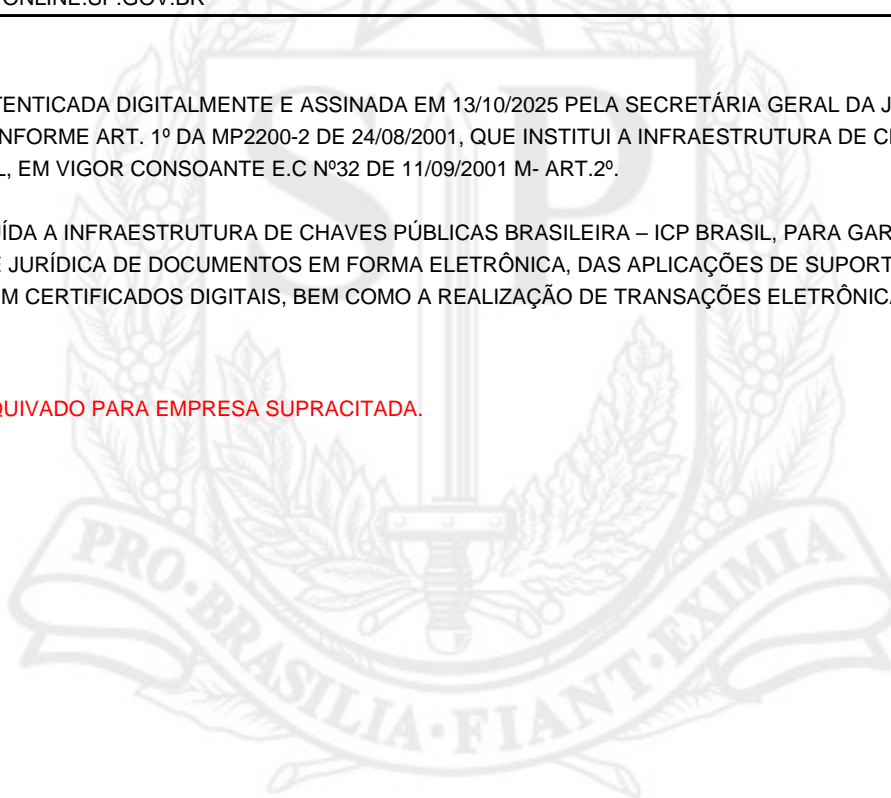 ONLINE.SP.GOV.BR
TENTICADA DIGITALMENTE E ASSINADA EM 13/10/2025 PELA SECRETÁRIA GERAL DA J
NFORME ART. 1º DA MP2200-2 DE 24/08/2001, QUE INSTITUI A INFRAESTRUTURA DE C
L, EM VIGOR CONSOANTE E.C Nº32 DE 11/09/2001 M- ART.2º.
UÍDA A INFRAESTRUTURA DE CHAVES PÚBLICAS BRASILEIRA – ICP BRASIL, PARA GAR
E JURÍDICA DE DOCUMENTOS EM FORMA ELETRÔNICA, DAS APLICAÇÕES DE SUPORT
M CERTIFICADOS DIGITAIS, BEM COMO A REALIZAÇÃO DE TRANSAÇÕES ELETRÔNICA
QUIVADO PARA EMPRESA SUPRACITADA.
SP
PRO·BRASILIA·FIANT·EXIMIA